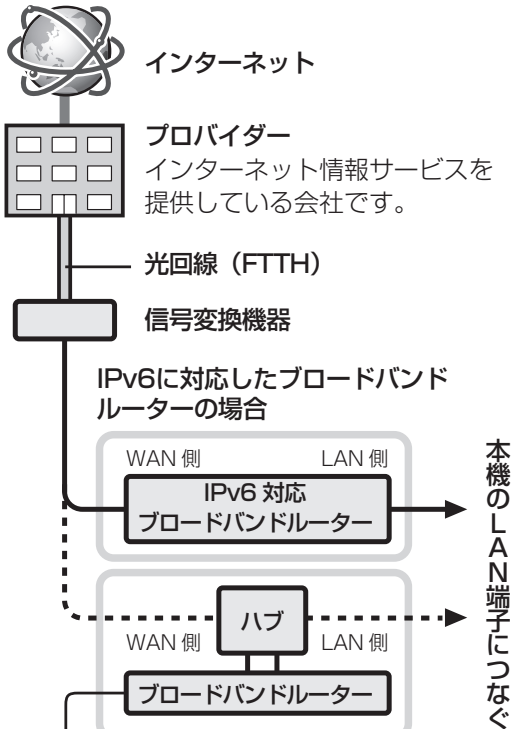 インターネット
プロバイダー
インターネット情報サービスを
提供している会社です。
光回線（FTTH）
信号変換機器
IPv6に対応したブロードバンド
ルーターの場合
WAN 側
LAN 側
IPv6 対応
ブロードバンドルーター
ハブ
WAN 側
LAN 側
ブロードバンドルーター
本機のLAN端子につなぐ